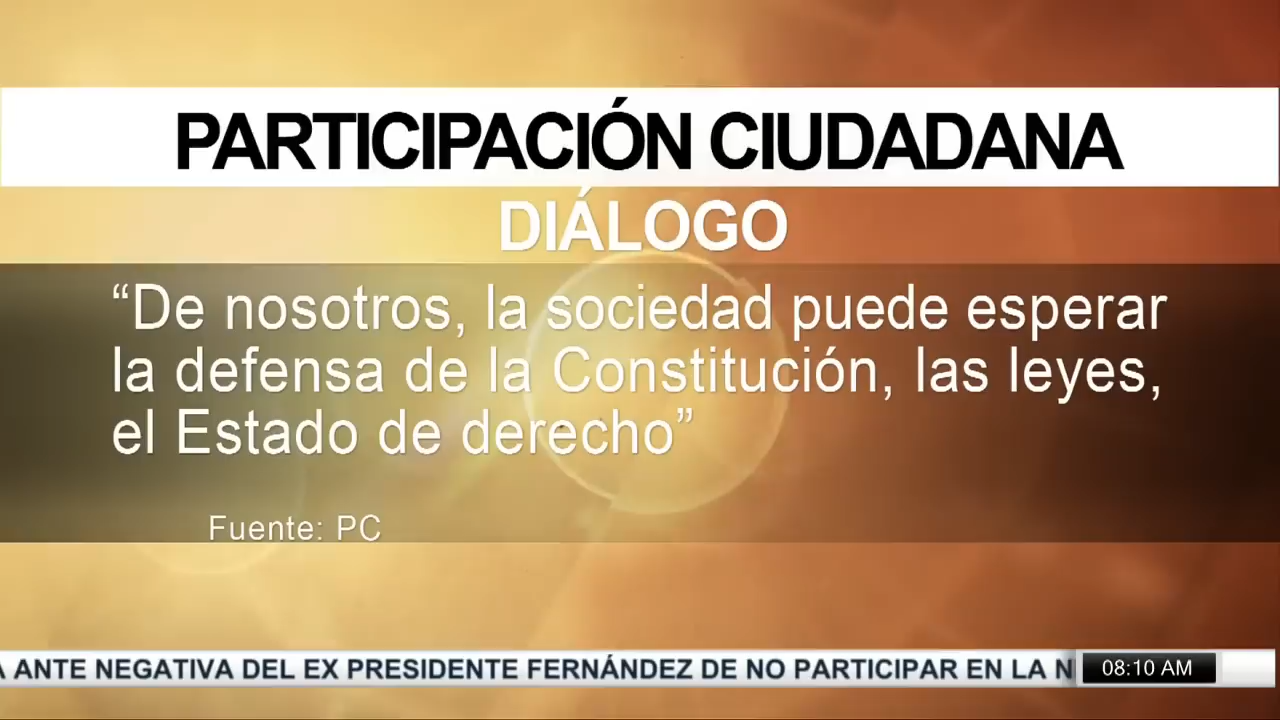 PARTICIPACIÓN CIUDADANA
DIÁLOGO
“De nosotros, la sociedad puede esperar
la defensa de la Constitución, las leyes,
el Estado de derecho”
Fuente: PC
ANTE NEGATIVA DEL EX PRESIDENTE FERNÁNDEZ DE NO PARTICIPAR EN LA
08:10 AM